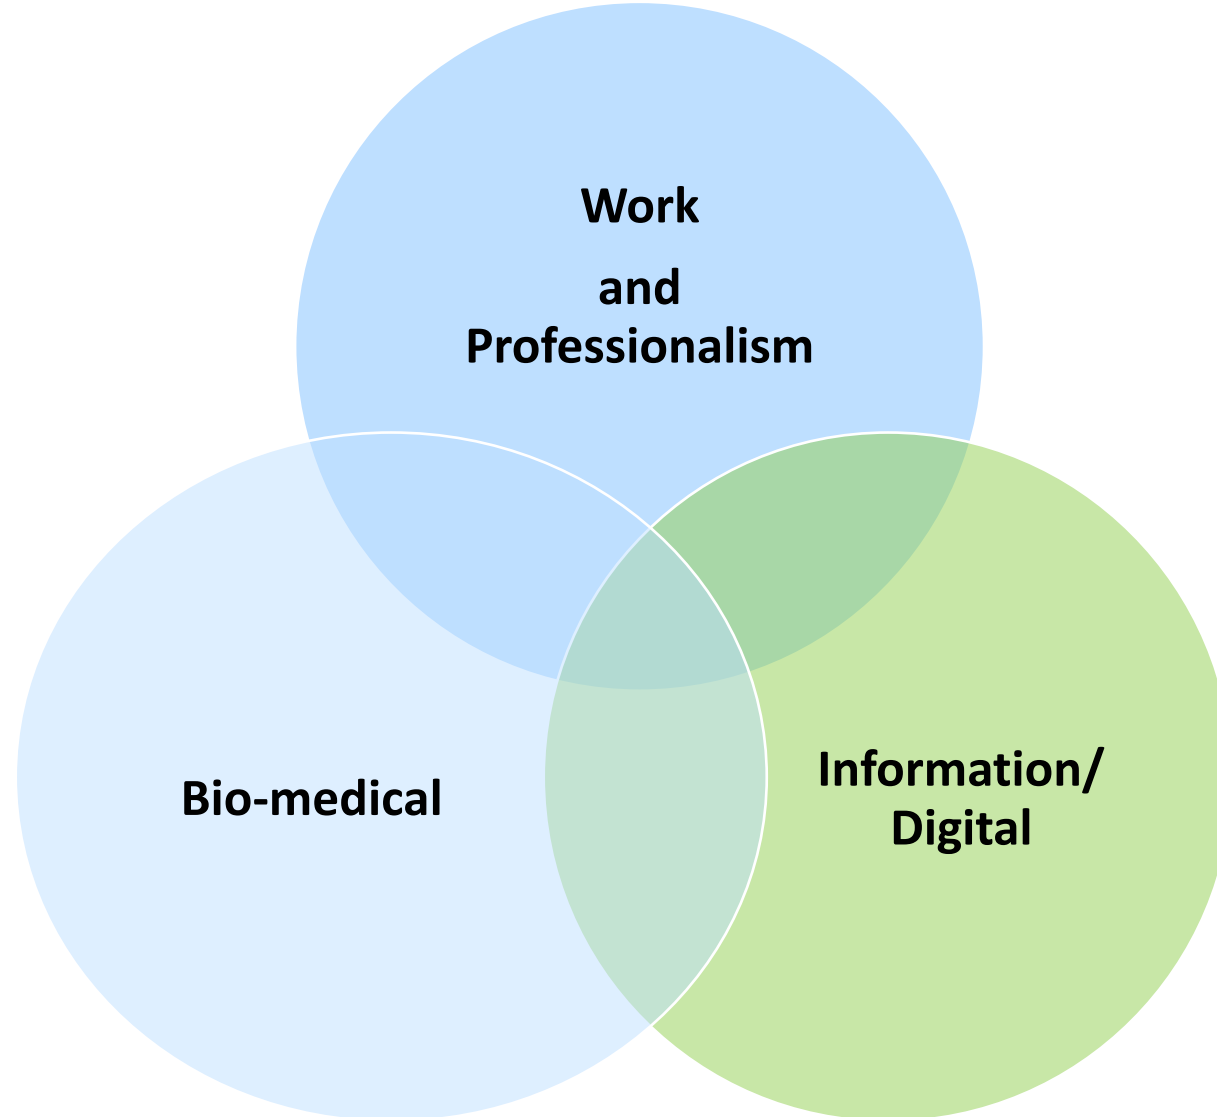 Work
and
Professionalism
Bio-medical
Information/
Digital